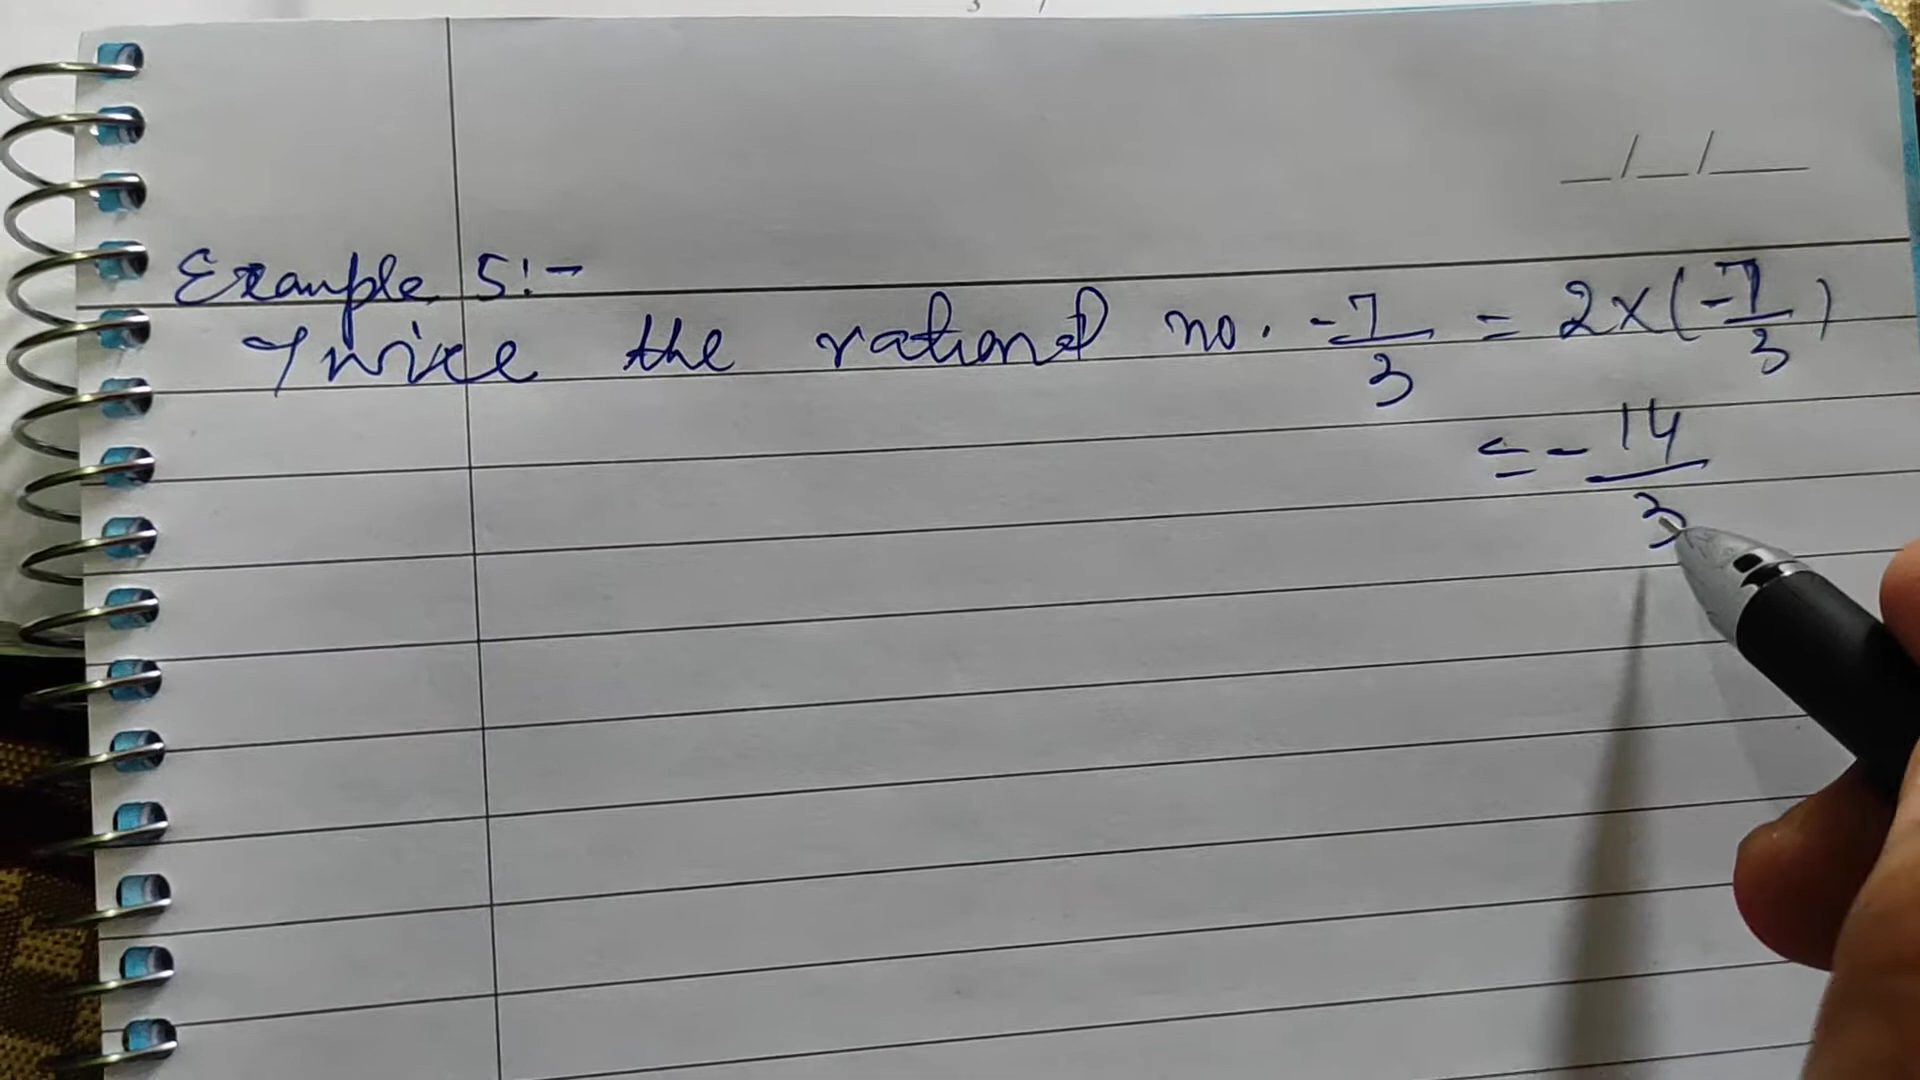 Example 5:-
Twice the rational no. -7/3 = 2×(-7/3)
= -14/3